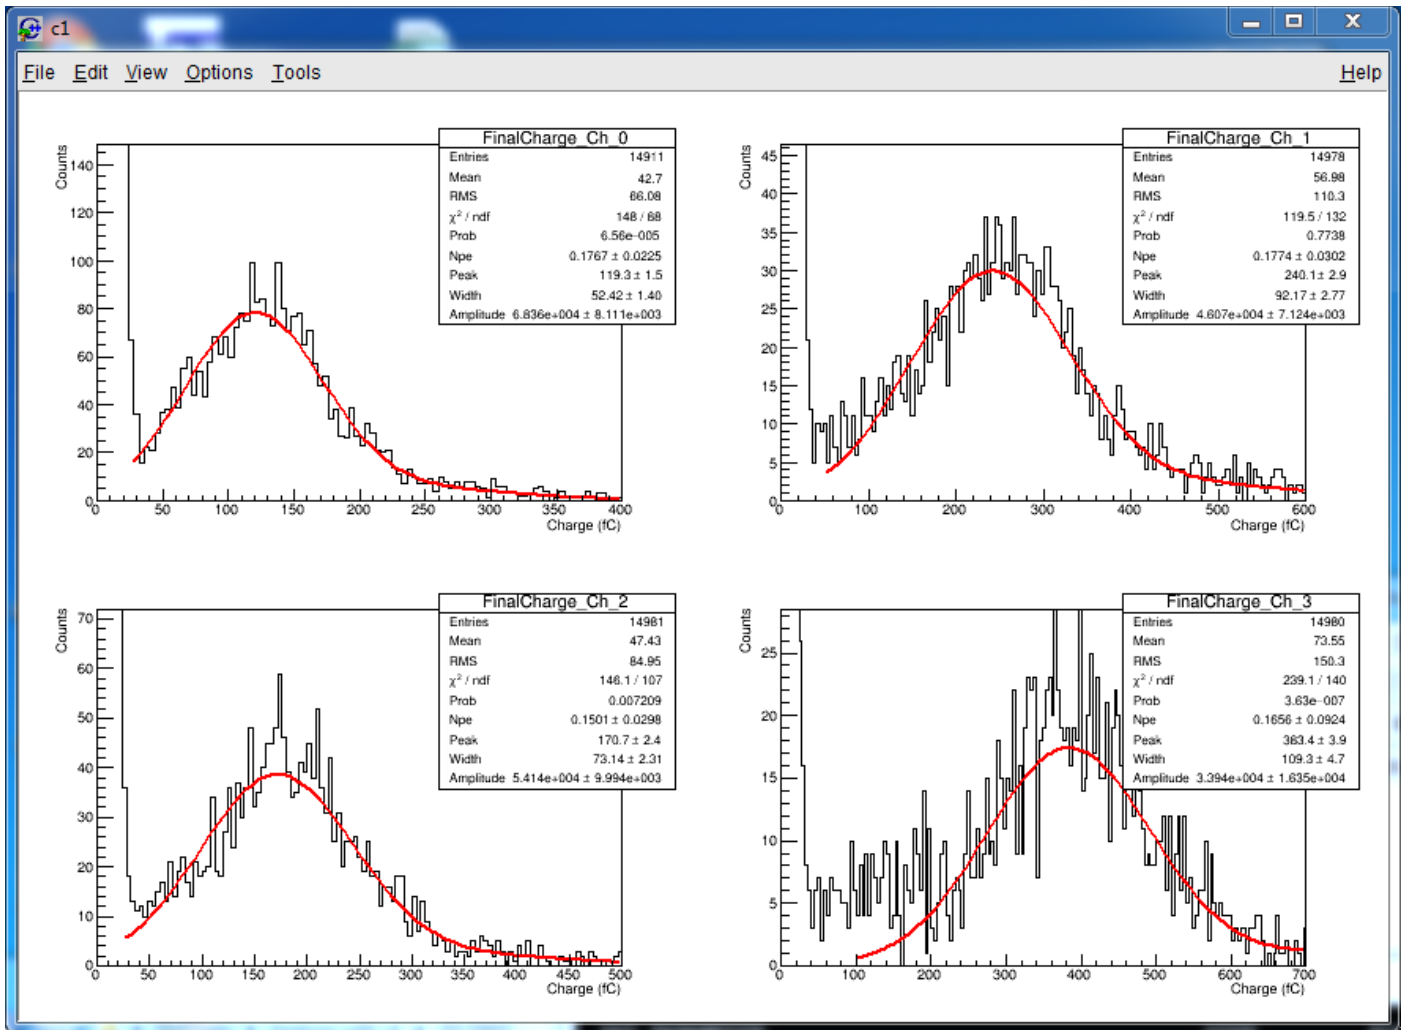 c1
File Edit View Options Tools Help
FinalCharge_Ch_0
Entries 14911
Mean 42.7
RMS 66.08
χ² / ndf 148 / 68
Prob 6.56e-005
Npe 0.1767 ± 0.0225
Peak 119.3 ± 1.5
Width 52.42 ± 1.40
Amplitude 6.836e+004 ± 8.111e+003
Counts
140
120
100
80
60
40
20
0
0 50 100 150 200 250 300 350 400
Charge (fC)
FinalCharge_Ch_1
Entries 14978
Mean 56.98
RMS 110.3
χ² / ndf 119.5 / 132
Prob 0.7738
Npe 0.1774 ± 0.0302
Peak 240.1 ± 2.9
Width 92.17 ± 2.77
Amplitude 4.607e+004 ± 7.124e+003
Counts
45
40
35
30
25
20
15
10
5
0
0 100 200 300 400 500 600
Charge (fC)
FinalCharge_Ch_2
Entries 14981
Mean 47.43
RMS 84.95
χ² / ndf 146.1 / 107
Prob 0.007209
Npe 0.1501 ± 0.0298
Peak 170.7 ± 2.4
Width 73.14 ± 2.31
Amplitude 5.414e+004 ± 9.994e+003
Counts
70
60
50
40
30
20
10
0
0 50 100 150 200 250 300 350 400 450 500
Charge (fC)
FinalCharge_Ch_3
Entries 14980
Mean 73.55
RMS 150.3
χ² / ndf 239.1 / 140
Prob 3.63e-007
Npe 0.1656 ± 0.0924
Peak 383.4 ± 3.9
Width 109.3 ± 4.7
Amplitude 3.394e+004 ± 1.635e+004
Counts
25
20
15
10
5
0
0 100 200 300 400 500 600 700
Charge (fC)